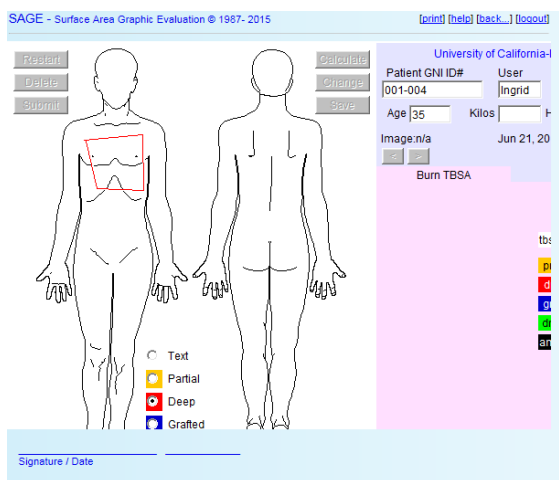 SAGE - Surface Area Graphic Evaluation © 1987- 2015 [print] [help] [back...] [logout]
Restart Calculate
Delete Change
Submit Save
University of California-
Patient GNI ID# User
001-004 Ingrid
Age 35 Kilos H
Image:n/a Jun 21, 20
< >
Burn TBSA
tbs
Text
Partial
Deep
Grafted
Signature / Date